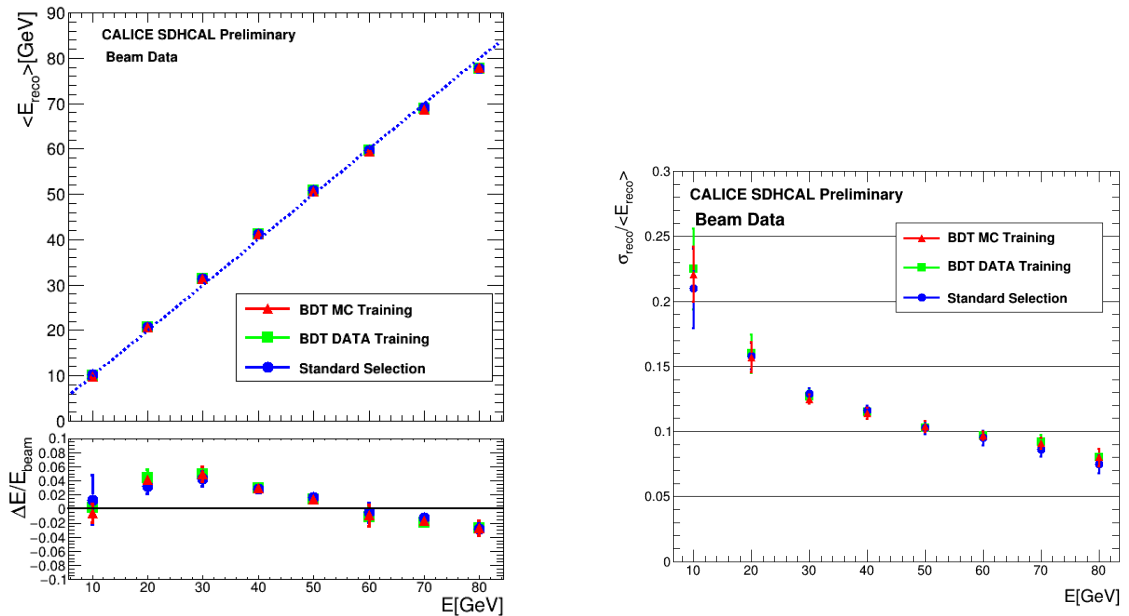 CALICE SDHCAL Preliminary
Beam Data
<E_reco>[GeV]
90
80
70
60
50
40
30
20
10
0
BDT MC Training
BDT DATA Training
Standard Selection
ΔE/E_beam
0.1
0.08
0.06
0.04
0.02
0
−0.02
−0.04
−0.06
−0.08
−0.1
10 20 30 40 50 60 70 80
E[GeV]
σ_reco/<E_reco>
0.3
0.25
0.2
0.15
0.1
0.05
0
CALICE SDHCAL Preliminary
Beam Data
BDT MC Training
BDT DATA Training
Standard Selection
10 20 30 40 50 60 70 80
E[GeV]